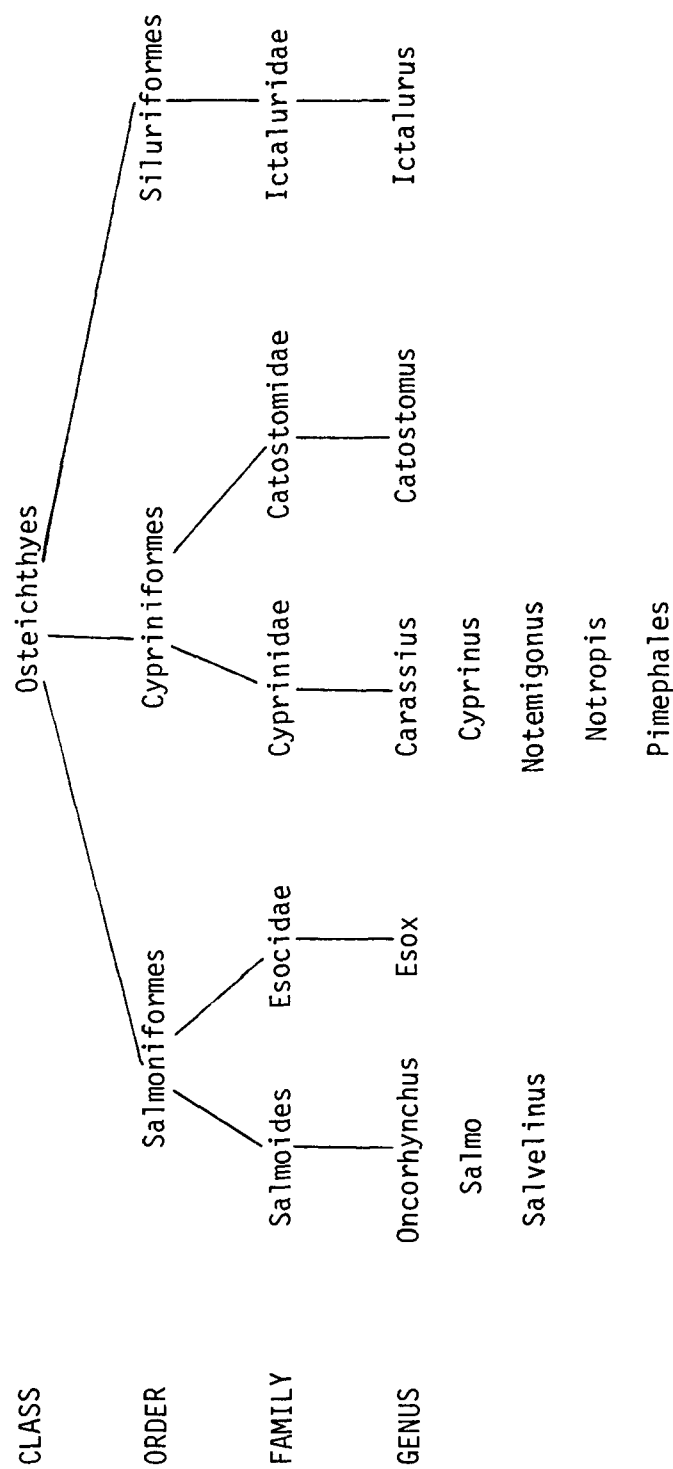 CLASS Osteichthyes
ORDER Salmoniformes Cypriniformes Siluriformes
FAMILY Salmoides Esocidae Cyprinidae Catostomidae Ictaluridae
GENUS Oncorhynchus Esox Carassius Catostomus Ictalurus
Salmo Cyprinus
Salvelinus Notemigonus
Notropis
Pimephales